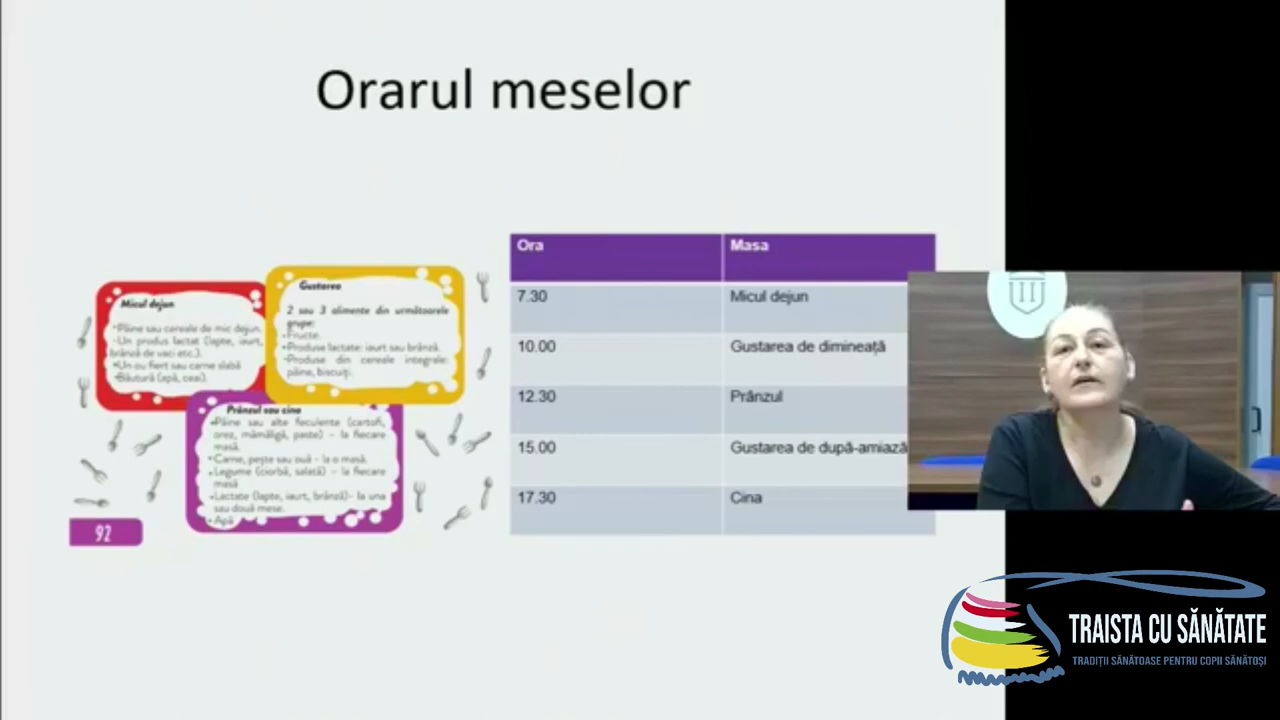 Orarul meselor
Micul dejun
•Pâine sau cereale de mic dejun.
-Un produs lactat (lapte, iaurt,
brânză de vaci etc.).
•Un ou fiert sau carne slabă
•Băutură (apă, ceai).
Gustarea
2 sau 3 alimente din următoarele
grupe:
•Fructe.
•Produse lactate: iaurt sau brânză.
•Produse din cereale integrale:
pâine, biscuiți.
Prânzul sau cina
•Pâine sau alte feculente (cartofi,
orez, mămăligă, paste) – la fiecare
masă.
•Carne, pește sau ouă – la o masă.
•Legume (ciorbă, salată) – la fiecare
masă
•Lactate (lapte, iaurt, brânză)– la una
sau două mese.
•Apă
92
Ora Masa
7.30 Micul dejun
10.00 Gustarea de dimineață
12.30 Prânzul
15.00 Gustarea de după-amiază
17.30 Cina
TRAISTA CU SĂNĂTATE
TRADIȚII SĂNĂTOASE PENTRU COPII SĂNĂTOȘI